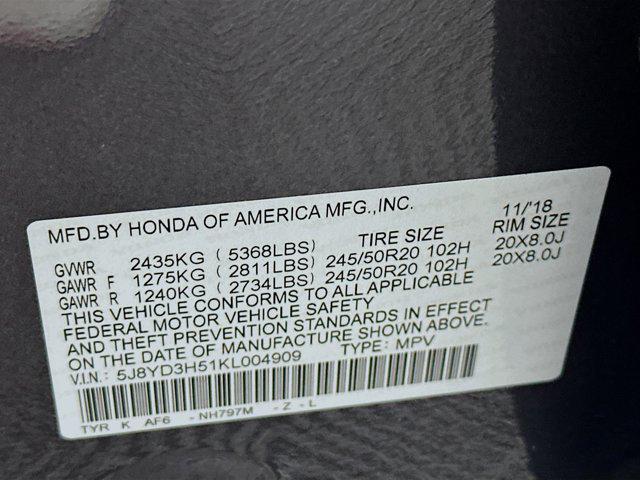 MFD.BY HONDA OF AMERICA MFG.,INC. 11/'18
TIRE SIZE RIM SIZE
GVWR 2435KG ( 5368LBS)
GAWR F 1275KG ( 2811LBS) 245/50R20 102H 20X8.0J
GAWR R 1240KG ( 2734LBS) 245/50R20 102H 20X8.0J
THIS VEHICLE CONFORMS TO ALL APPLICABLE
FEDERAL MOTOR VEHICLE SAFETY
AND THEFT PREVENTION STANDARDS IN EFFECT
ON THE DATE OF MANUFACTURE SHOWN ABOVE.
V.I.N.: 5J8YD3H51KL004909 TYPE: MPV
TYR K AF6 -NH797M -Z-L